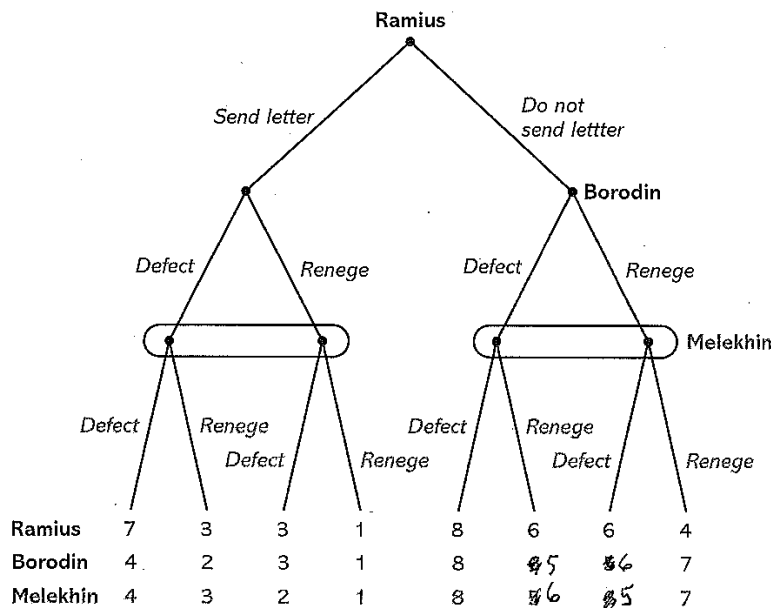 Ramius
Send letter
Do not
send lettter
Borodin
Defect Renege Defect Renege
Melekhin
Defect Renege Defect Renege
Defect Renege Defect Renege
Ramius 7 3 3 1 8 6 6 4
Borodin 4 2 3 1 8 5 6 7
Melekhin 4 3 2 1 8 6 5 7